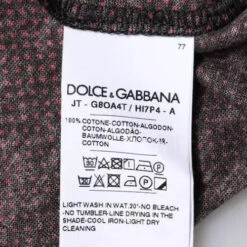 77
DOLCE & GABBANA
JT - G8OA4T / HI7P4 - A
100% COTONE-COTTON-ALGODON-
COTON-ALGODÃO-
BAUMWOLLE-ХЛОПОК-19-
COTTON
LIGHT WASH IN WAT.30°-NO BLEACH
-NO TUMBLER-LINE DRYING IN THE
SHADE-COOL IRON-LIGHT DRY
CLEANING